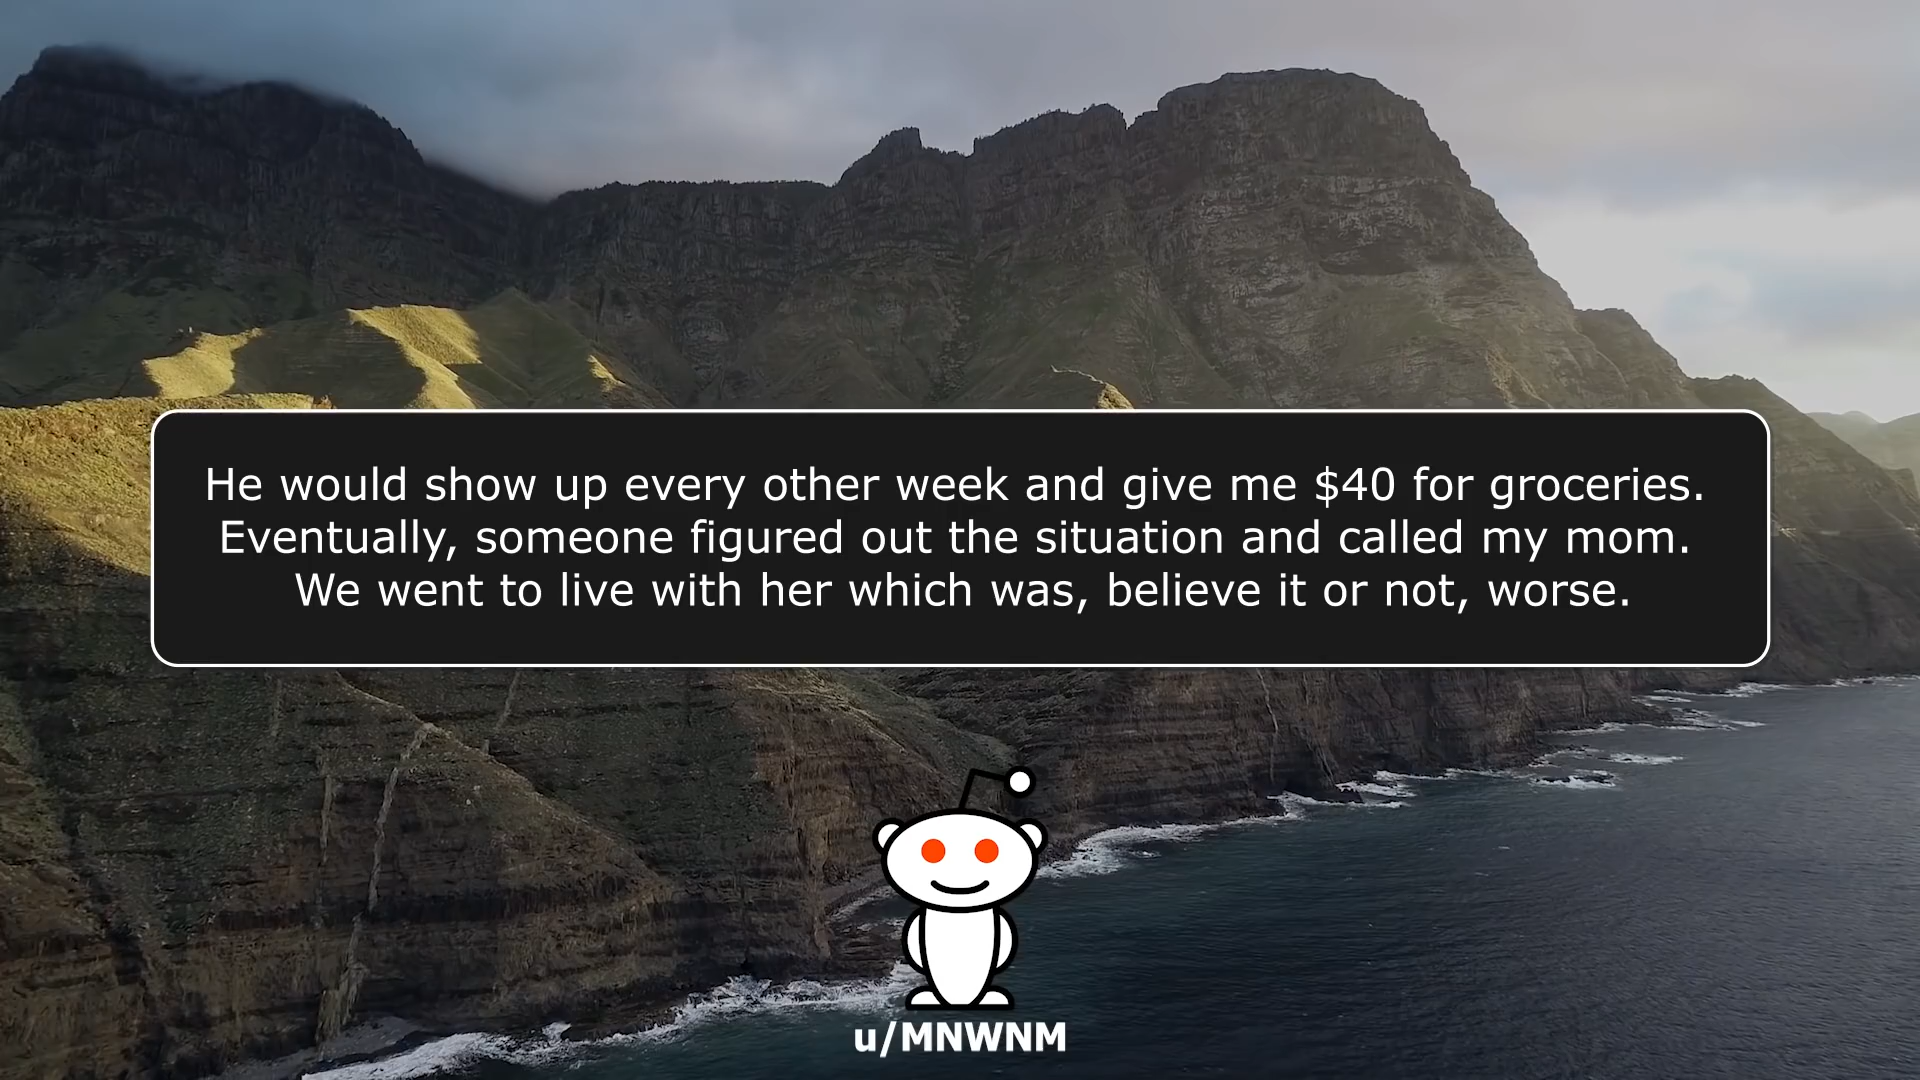 He would show up every other week and give me $40 for groceries.
Eventually, someone figured out the situation and called my mom.
We went to live with her which was, believe it or not, worse.
u/MNWNM